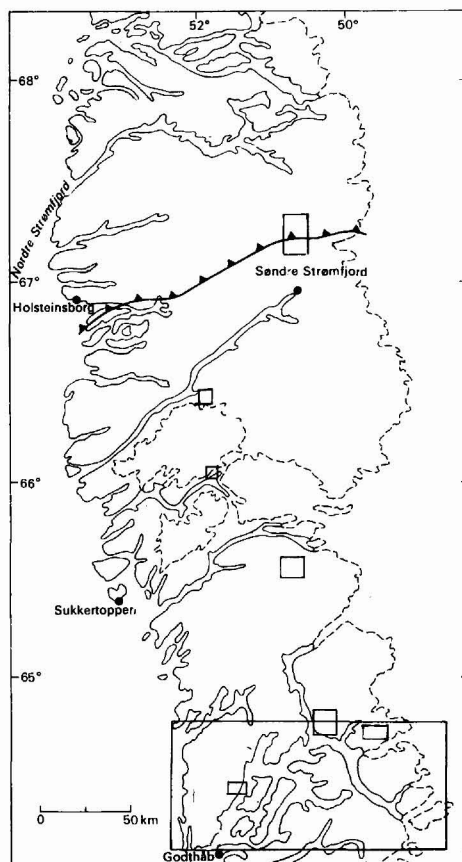 52° 50°
68°
Nordre Strømfjord
67°
Søndre Strømfjord
Holsteinsborg
66°
Sukkertoppen
65°
0 50 km
Godthåb